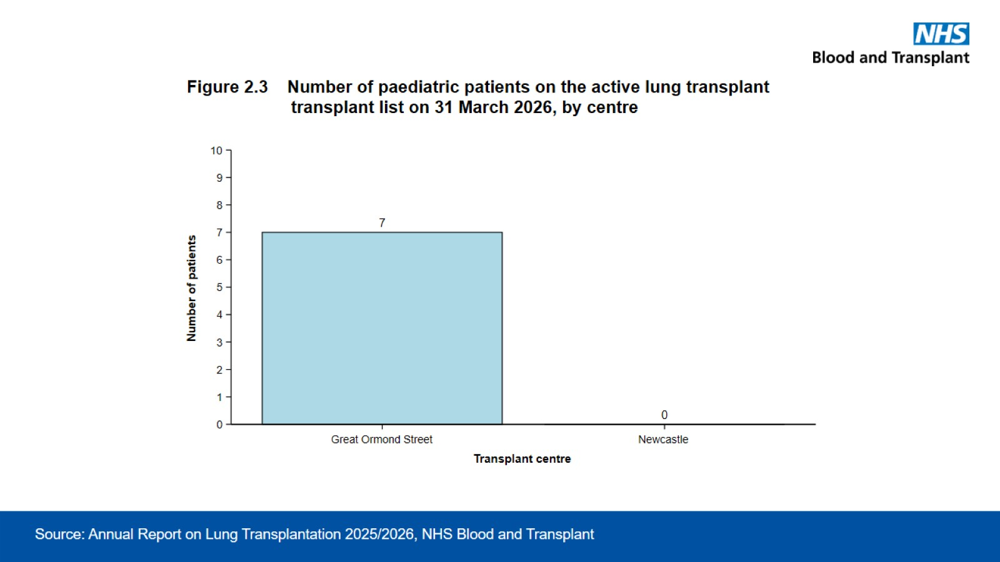 NHS
Blood and Transplant
Figure 2.3 Number of paediatric patients on the active lung transplant
transplant list on 31 March 2026, by centre
10
9
8
7
6
5
4
3
2
1
0
Number of patients
7
0
Great Ormond Street
Newcastle
Transplant centre
Source: Annual Report on Lung Transplantation 2025/2026, NHS Blood and Transplant